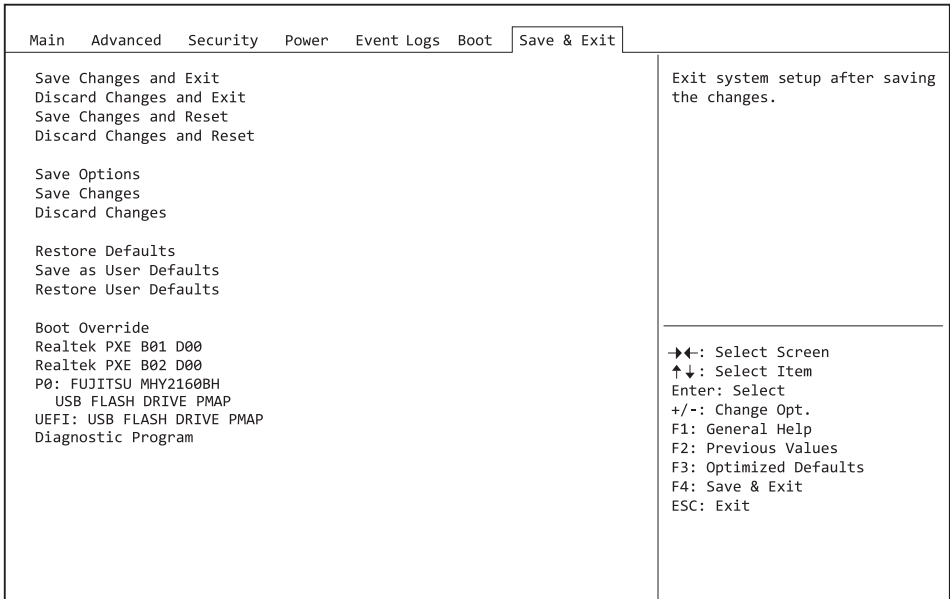 Main Advanced Security Power Event Logs Boot Save & Exit
Save Changes and Exit
Discard Changes and Exit
Save Changes and Reset
Discard Changes and Reset
Save Options
Save Changes
Discard Changes
Restore Defaults
Save as User Defaults
Restore User Defaults
Boot Override
Realtek PXE B01 D00
Realtek PXE B02 D00
P0: FUJITSU MHY2160BH
USB FLASH DRIVE PMAP
UEFI: USB FLASH DRIVE PMAP
Diagnostic Program
Exit system setup after saving
the changes.
→←: Select Screen
↑↓: Select Item
Enter: Select
+/-: Change Opt.
F1: General Help
F2: Previous Values
F3: Optimized Defaults
F4: Save & Exit
ESC: Exit